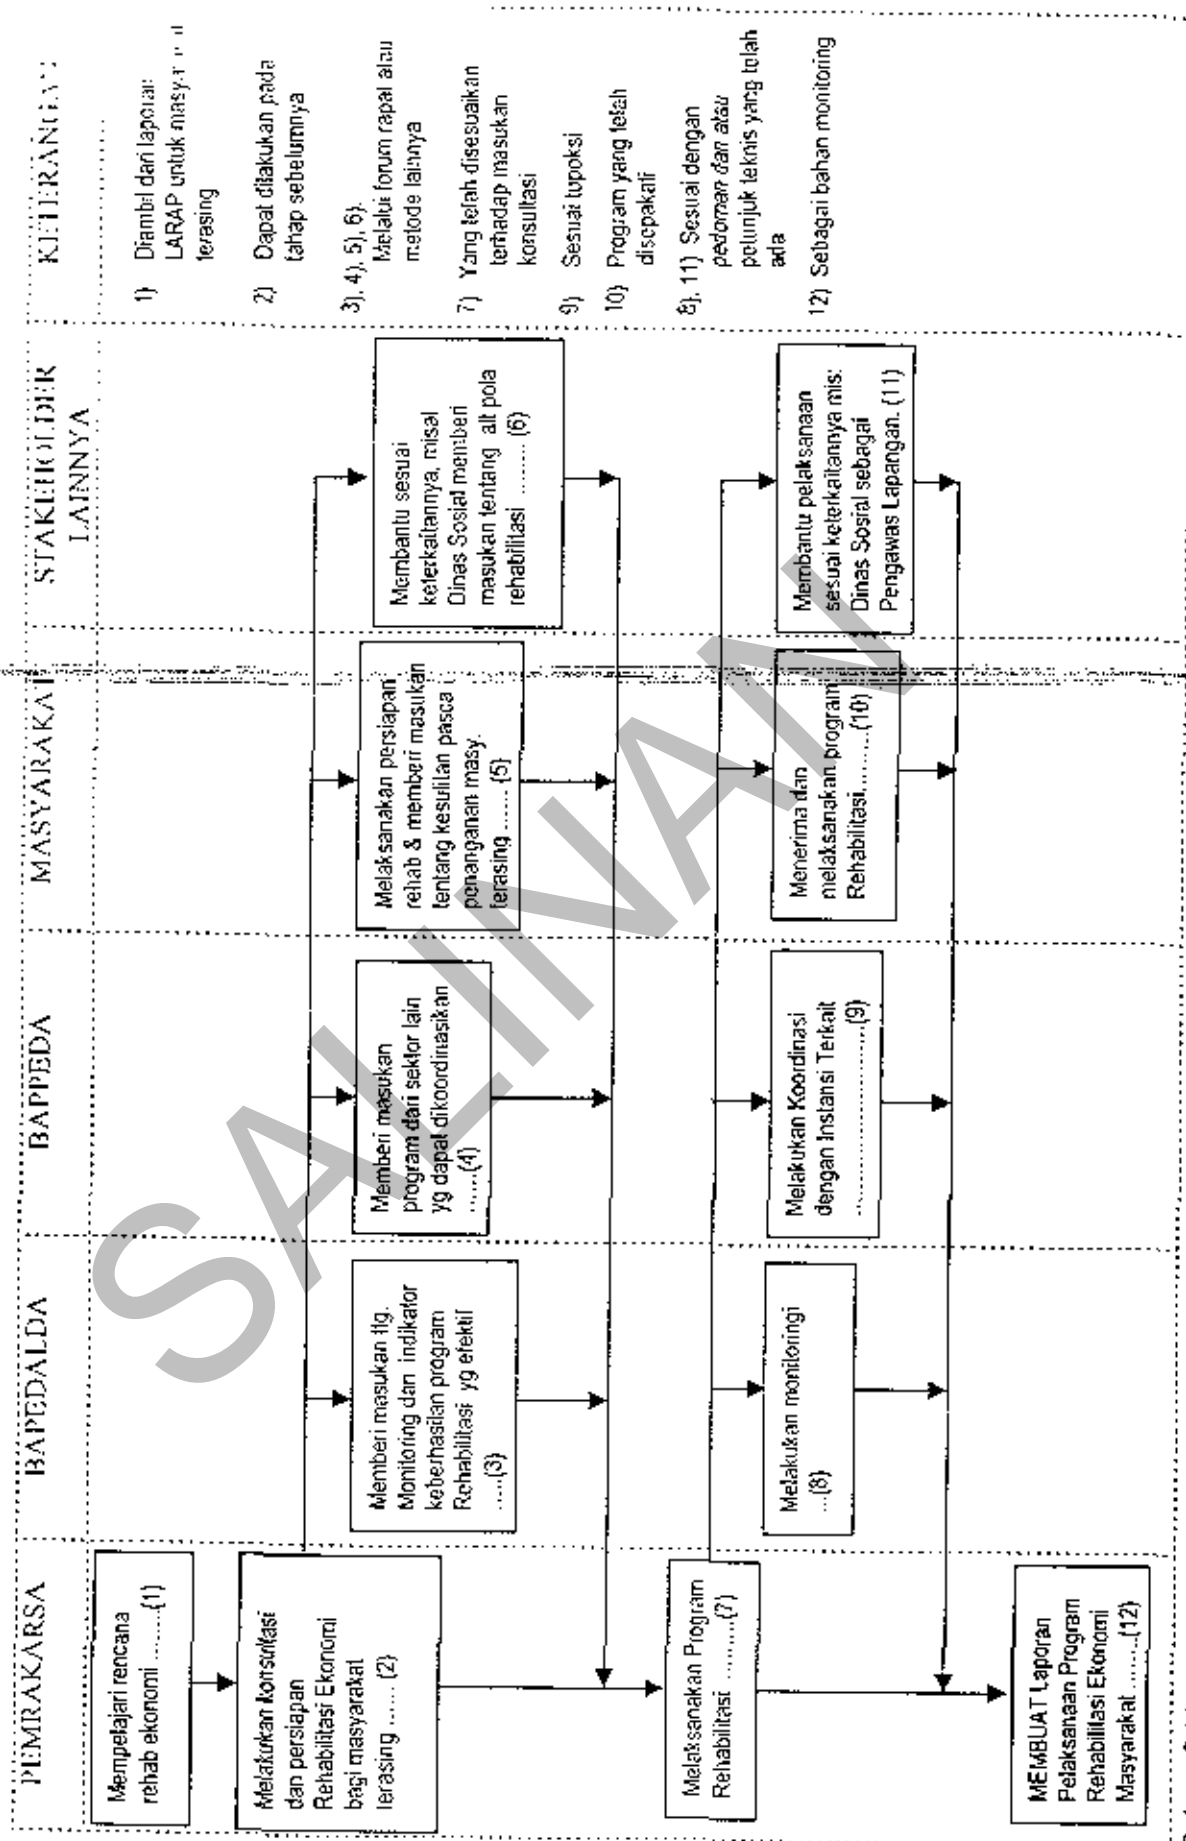 PEMRAKARSA
BAPEDALDA
BAPPEDA
MASYARAKAT
STAKEHOLDER
LAINNYA
KETERANGAN
Mempelajari rencana
rehab ekonomi ........(1)
Melakukan konsultasi
dan persiapan
Rehabilitasi Ekonomi
bagi masyarakat
terasing ....... (2)
Memberi masukan ttg.
Monitoring dan indikator
keberhasilan program
Rehabilitasi yg efektif
......(3)
Memberi masukan
program dari sektor lain
yg dapat dikoordinasikan
.......(4)
Melaksanakan persiapan
rehab & memberi masukan
tentang kesulitan pasca
penanganan masy.
terasing ...... (5)
Membantu sesuai
keterkaitannya, misal
Dinas Sosial memberi
masukan tentang alt pola
rehabilitasi .......... (6)
Melaksanakan Program
Rehabilitasi .........(7)
Melakukan monitoringi
...(8)
Melakukan Koordinasi
dengan Instansi Terkait
......................(9)
Menerima dan
melaksanakan program
Rehabilitasi.........(10)
Membantu pelaksanaan
sesuai keterkaitannya mis:
Dinas Sosial sebagai
Pengawas Lapangan. (11)
MEMBUAT Laporan
Pelaksanaan Program
Rehabilitasi Ekonomi
Masyarakat .......(12)
1) Diambil dari laporan
LARAP untuk
terasing
2) Dapat dilakukan pada
tahap sebelumnya
3), 4), 5), 6).
Melalui forum rapat atau
metode lainnya
7) Yang telah disesuaikan
terhadap masukan
konsultasi
9) Sesuai tupoksi
10) Program yang telah
disepakati
8), 11) Sesuai dengan
pedoman dan atau
petunjuk teknis yang telah
ada
12) Sebagai bahan monitoring
SALINAN